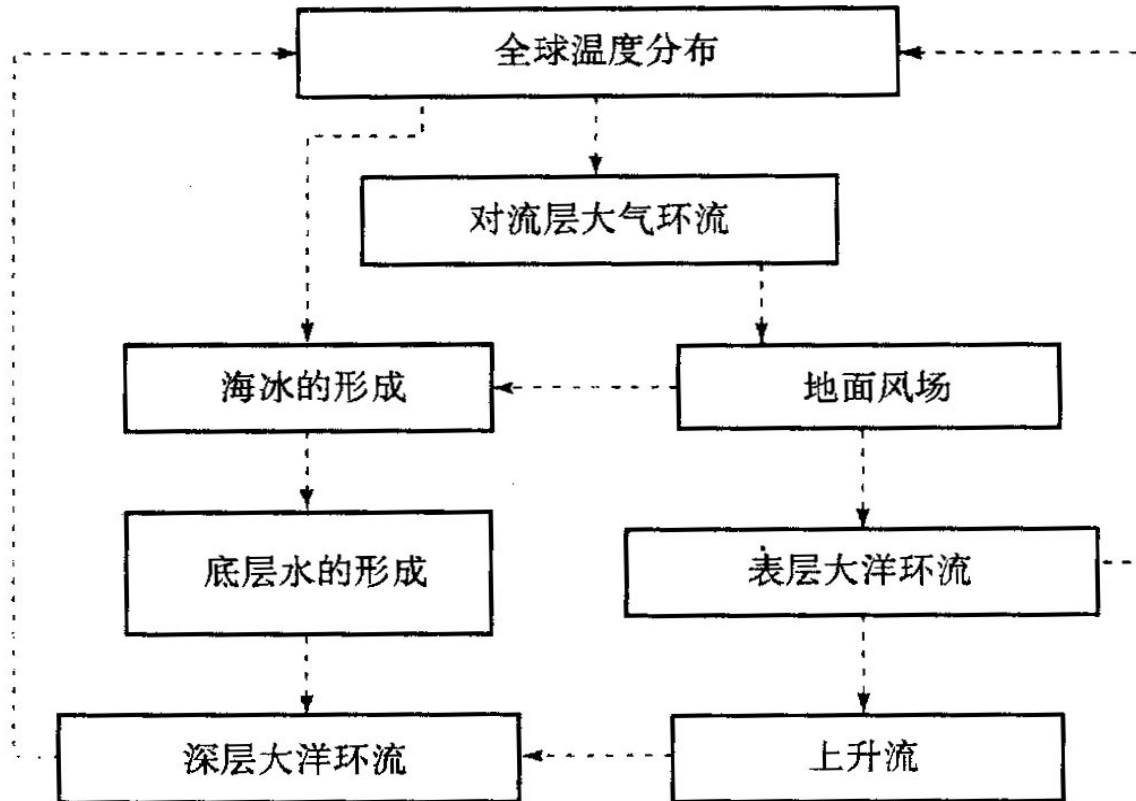 全球温度分布
对流层大气环流
海冰的形成
地面风场
底层水的形成
表层大洋环流
深层大洋环流
上升流